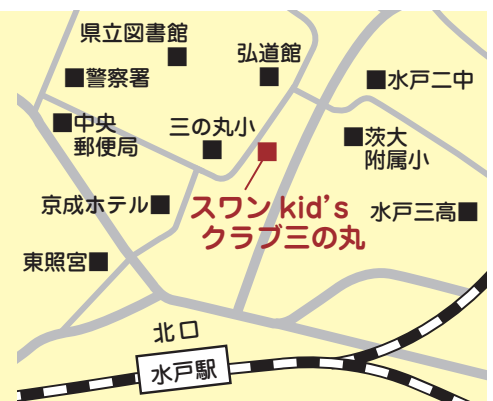 県立図書館
弘道館
警察署
水戸二中
中央
郵便局
三の丸小
茨大
附属小
京成ホテル
スワン kid's
クラブ三の丸
水戸三高
東照宮
北口
水戸駅